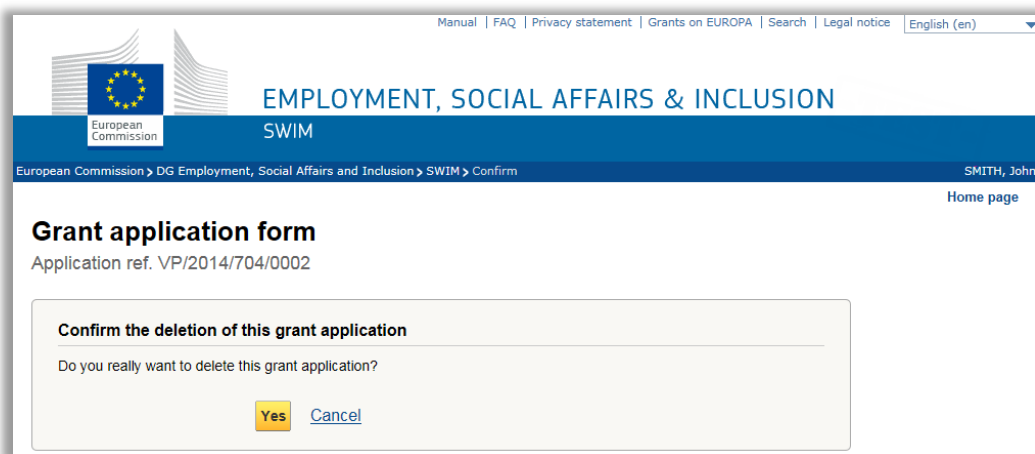 Manual | FAQ | Privacy statement | Grants on EUROPA | Search | Legal notice English (en)
EMPLOYMENT, SOCIAL AFFAIRS & INCLUSION
European
Commission
SWIM
European Commission > DG Employment, Social Affairs and Inclusion > SWIM > Confirm SMITH, John
Home page
Grant application form
Application ref. VP/2014/704/0002
Confirm the deletion of this grant application
Do you really want to delete this grant application?
Yes Cancel